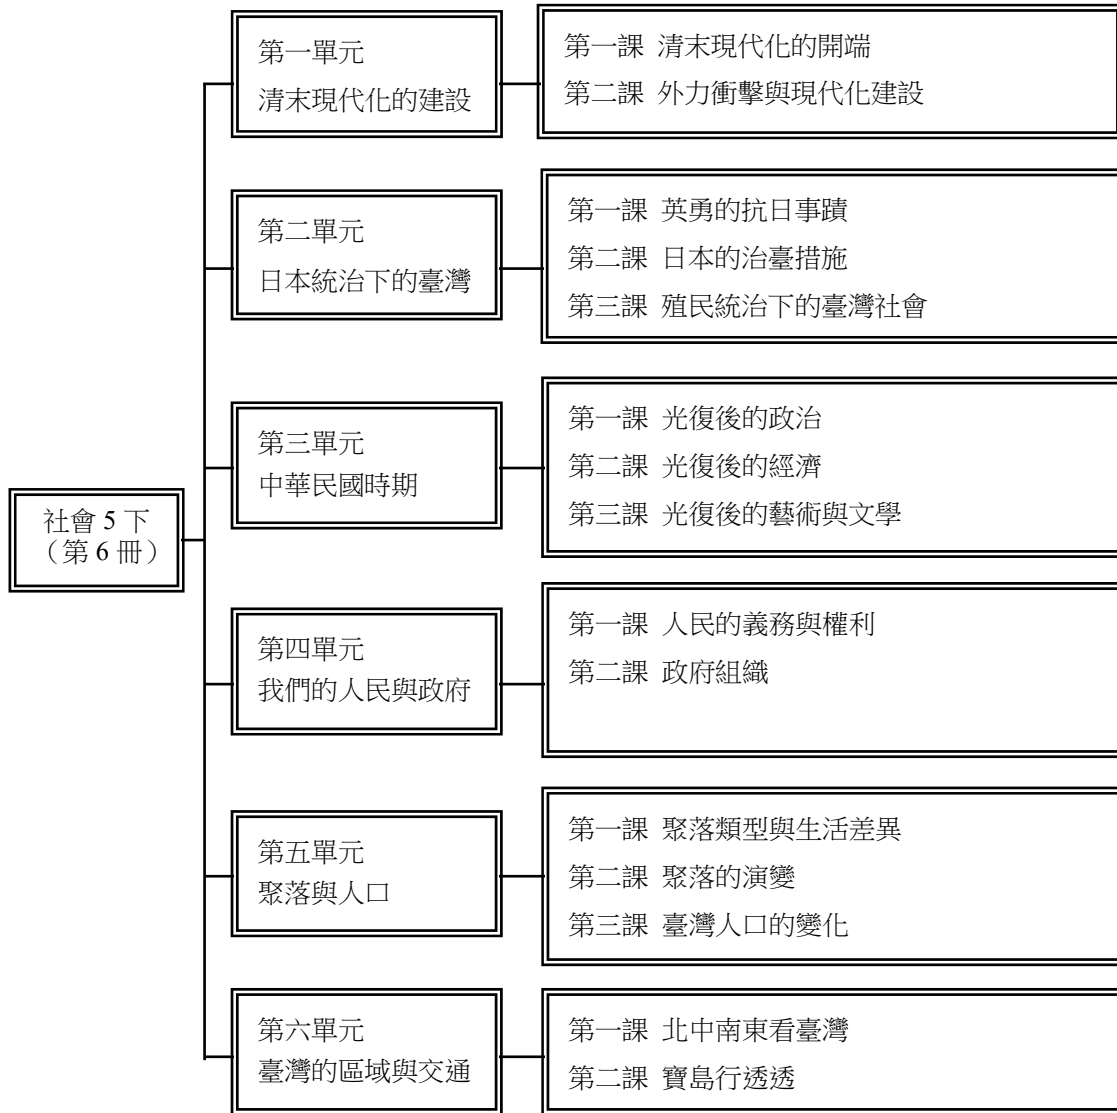 社會 5 下
（第 6 冊）
第一單元
清末現代化的建設
第一課 清末現代化的開端
第二課 外力衝擊與現代化建設
第二單元
日本統治下的臺灣
第一課 英勇的抗日事蹟
第二課 日本的治臺措施
第三課 殖民統治下的臺灣社會
第三單元
中華民國時期
第一課 光復後的政治
第二課 光復後的經濟
第三課 光復後的藝術與文學
第四單元
我們的人民與政府
第一課 人民的義務與權利
第二課 政府組織
第五單元
聚落與人口
第一課 聚落類型與生活差異
第二課 聚落的演變
第三課 臺灣人口的變化
第六單元
臺灣的區域與交通
第一課 北中南東看臺灣
第二課 寶島行透透